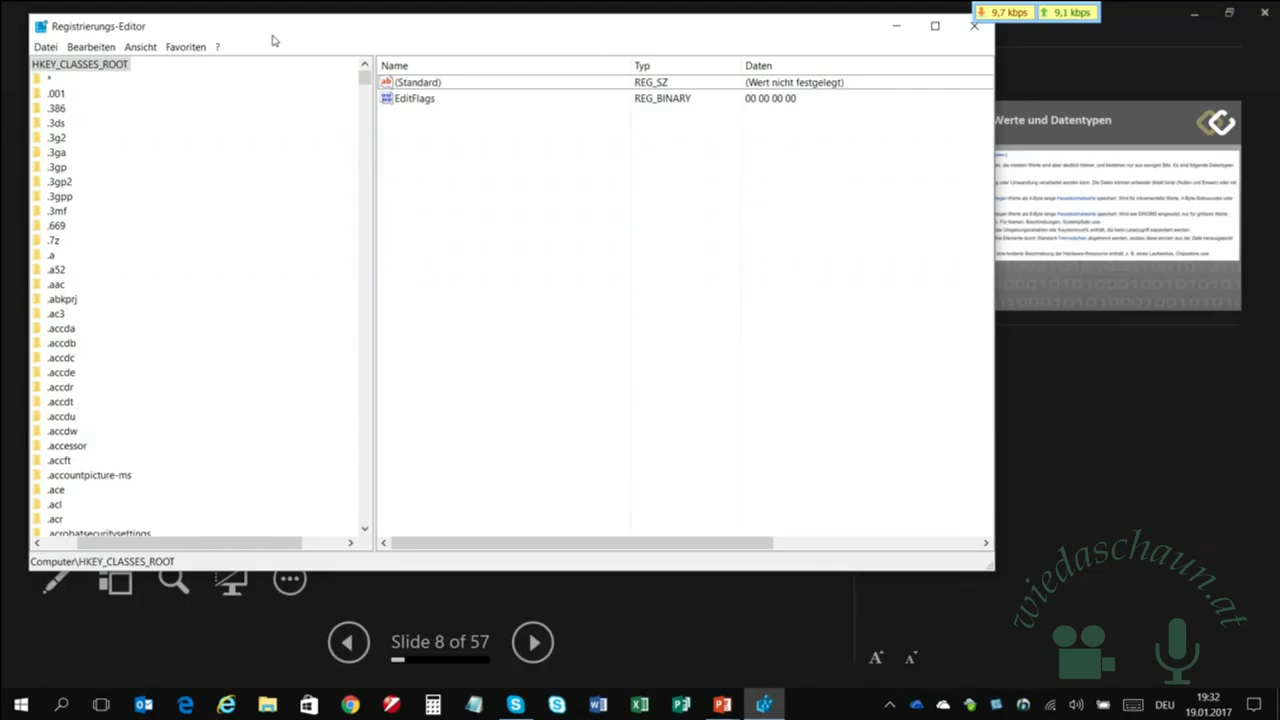 9,7 kbps 9,1 kbps
Registrierungs-Editor
Datei Bearbeiten Ansicht Favoriten ?
HKEY_CLASSES_ROOT
*
.001
.386
.3ds
.3g2
.3ga
.3gp
.3gp2
.3gpp
.3mf
.669
.7z
.a
.a52
.aac
.abkprj
.ac3
.accda
.accdb
.accdc
.accde
.accdr
.accdt
.accdu
.accdw
.accessor
.accft
.accountpicture-ms
.ace
.acl
.acr
.acrobatsecuritysettings
Name Typ Daten
(Standard) REG_SZ (Wert nicht festgelegt)
EditFlags REG_BINARY 00 00 00 00
Computer\HKEY_CLASSES_ROOT
Werte und Datentypen
Slide 8 of 57
A A
wiedaschaun.at
DEU
19:32
19.01.2017